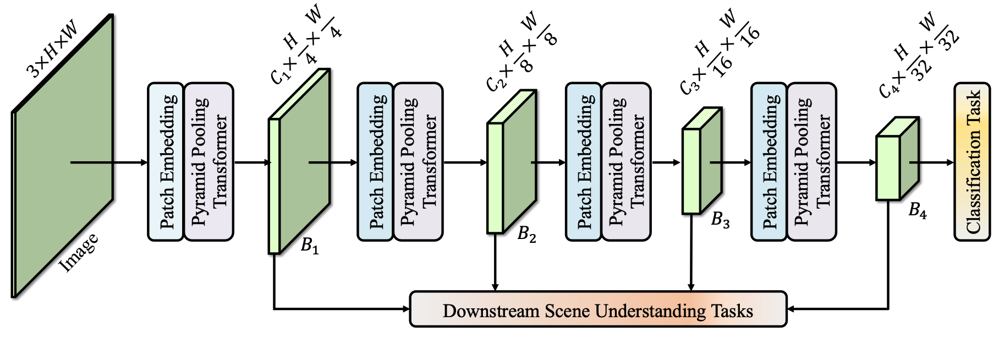 3×H×W
Image
Patch Embedding
Pyramid Pooling
Transformer
C₁×H/4×W/4
B₁
Patch Embedding
Pyramid Pooling
Transformer
C₂×H/8×W/8
B₂
Patch Embedding
Pyramid Pooling
Transformer
C₃×H/16×W/16
B₃
Patch Embedding
Pyramid Pooling
Transformer
C₄×H/32×W/32
B₄
Classification Task
Downstream Scene Understanding Tasks